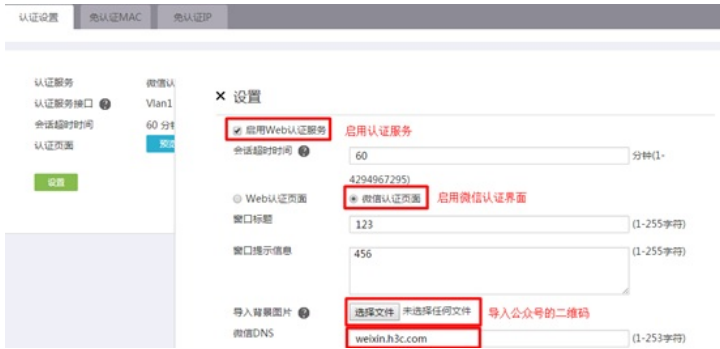 认证设置 免认证MAC 免认证IP
认证服务 微信认
认证服务接口 ? Vlan1
会话超时时间 60 分钟
认证页面 预览
设置
× 设置
启用Web认证服务 启用认证服务
会话超时时间 ? 60 分钟(1-
4294967295)
Web认证页面 微信认证页面 启用微信认证界面
窗口标题 123 (1-255字符)
窗口提示信息 456 (1-255字符)
导入背景图片 ? 选择文件 未选择任何文件 导入公众号的二维码
微信DNS weixin.h3c.com (1-253字符)